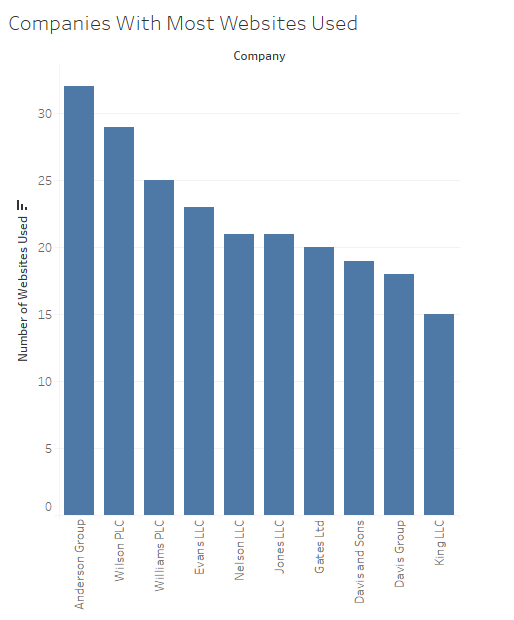 Companies With Most Websites Used
Company
Number of Websites Used
30
25
20
15
10
5
0
Anderson Group
Wilson PLC
Williams PLC
Evans LLC
Nelson LLC
Jones LLC
Gates Ltd
Davis and Sons
Davis Group
King LLC